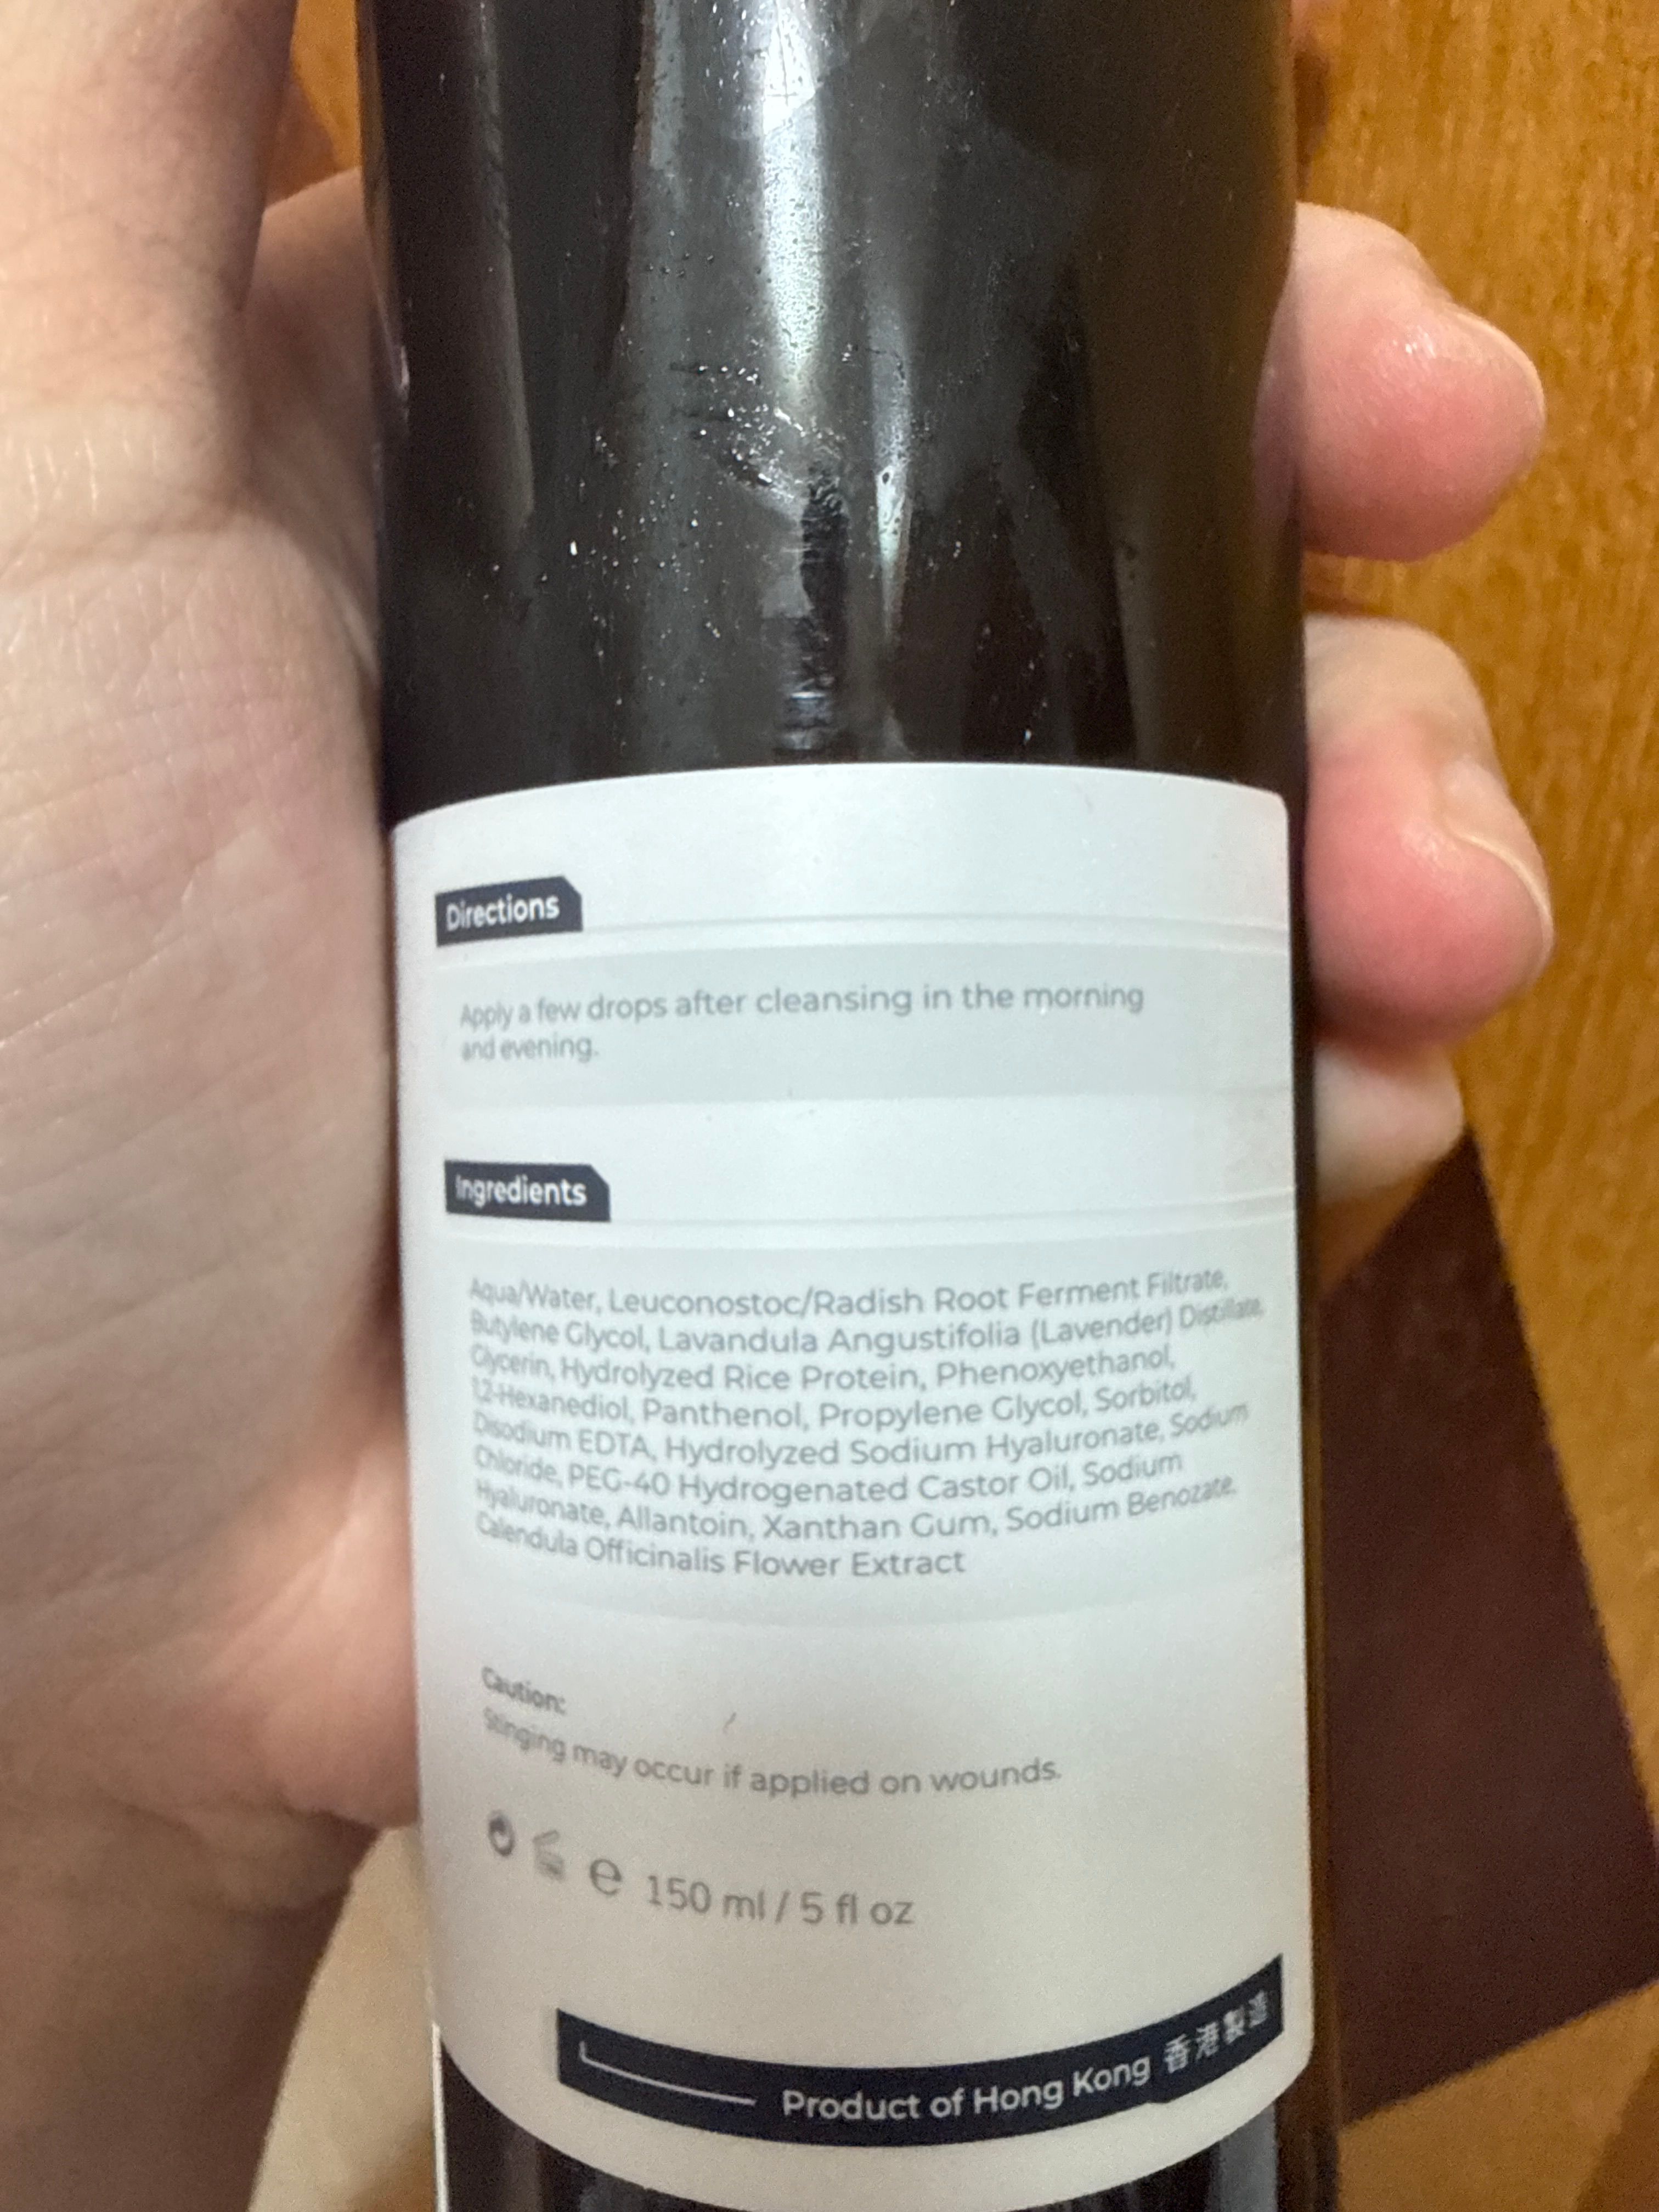 Directions
Apply a few drops after cleansing in the morning
and evening.
Ingredients
Aqua/Water, Leuconostoc/Radish Root Ferment Filtrate,
Butylene Glycol, Lavandula Angustifolia (Lavender) Distillate,
Glycerin, Hydrolyzed Rice Protein, Phenoxyethanol,
1,2-Hexanediol, Panthenol, Propylene Glycol, Sorbitol,
Disodium EDTA, Hydrolyzed Sodium Hyaluronate, Sodium
Chloride, PEG-40 Hydrogenated Castor Oil, Sodium
Hyaluronate, Allantoin, Xanthan Gum, Sodium Benozate,
Calendula Officinalis Flower Extract
Caution:
Stinging may occur if applied on wounds.
e 150 ml / 5 fl oz
Product of Hong Kong 香港製造